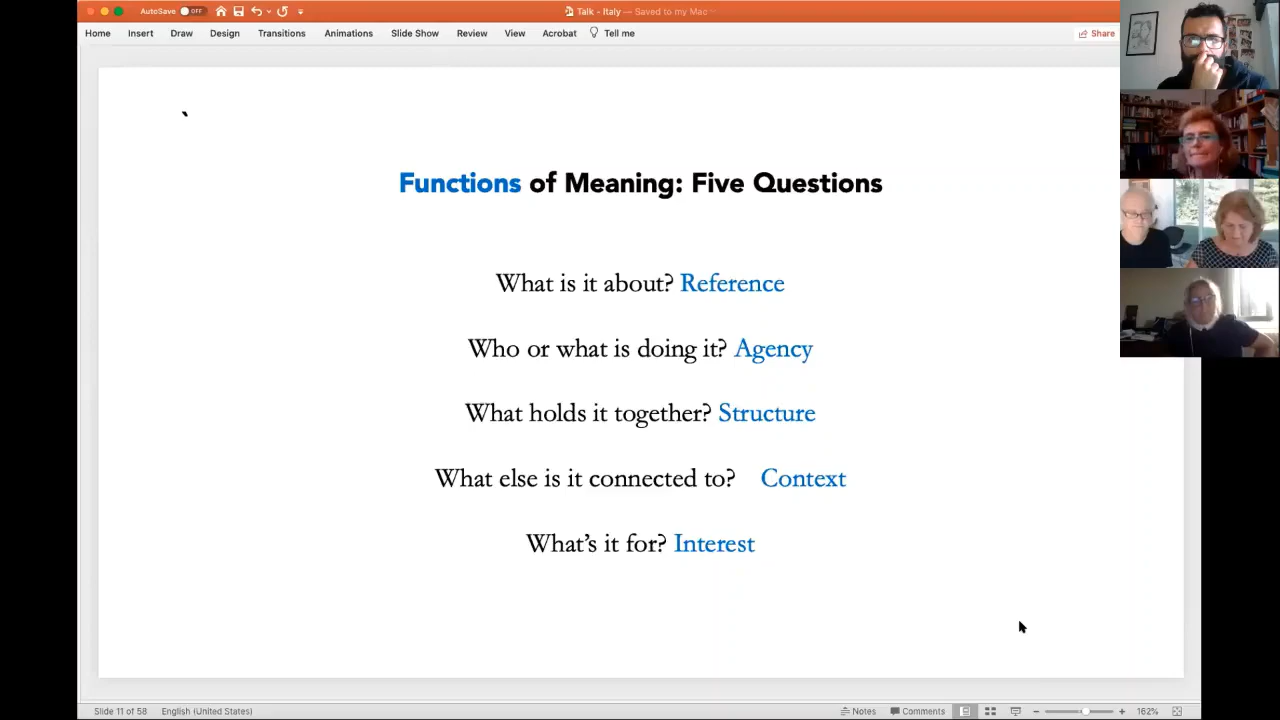 AutoSave OFF
Talk - Italy — Saved to my Mac
Home Insert Draw Design Transitions Animations Slide Show Review View Acrobat Tell me Share
Functions of Meaning: Five Questions
What is it about? Reference
Who or what is doing it? Agency
What holds it together? Structure
What else is it connected to? Context
What’s it for? Interest
Slide 11 of 58 English (United States) Notes Comments 162%